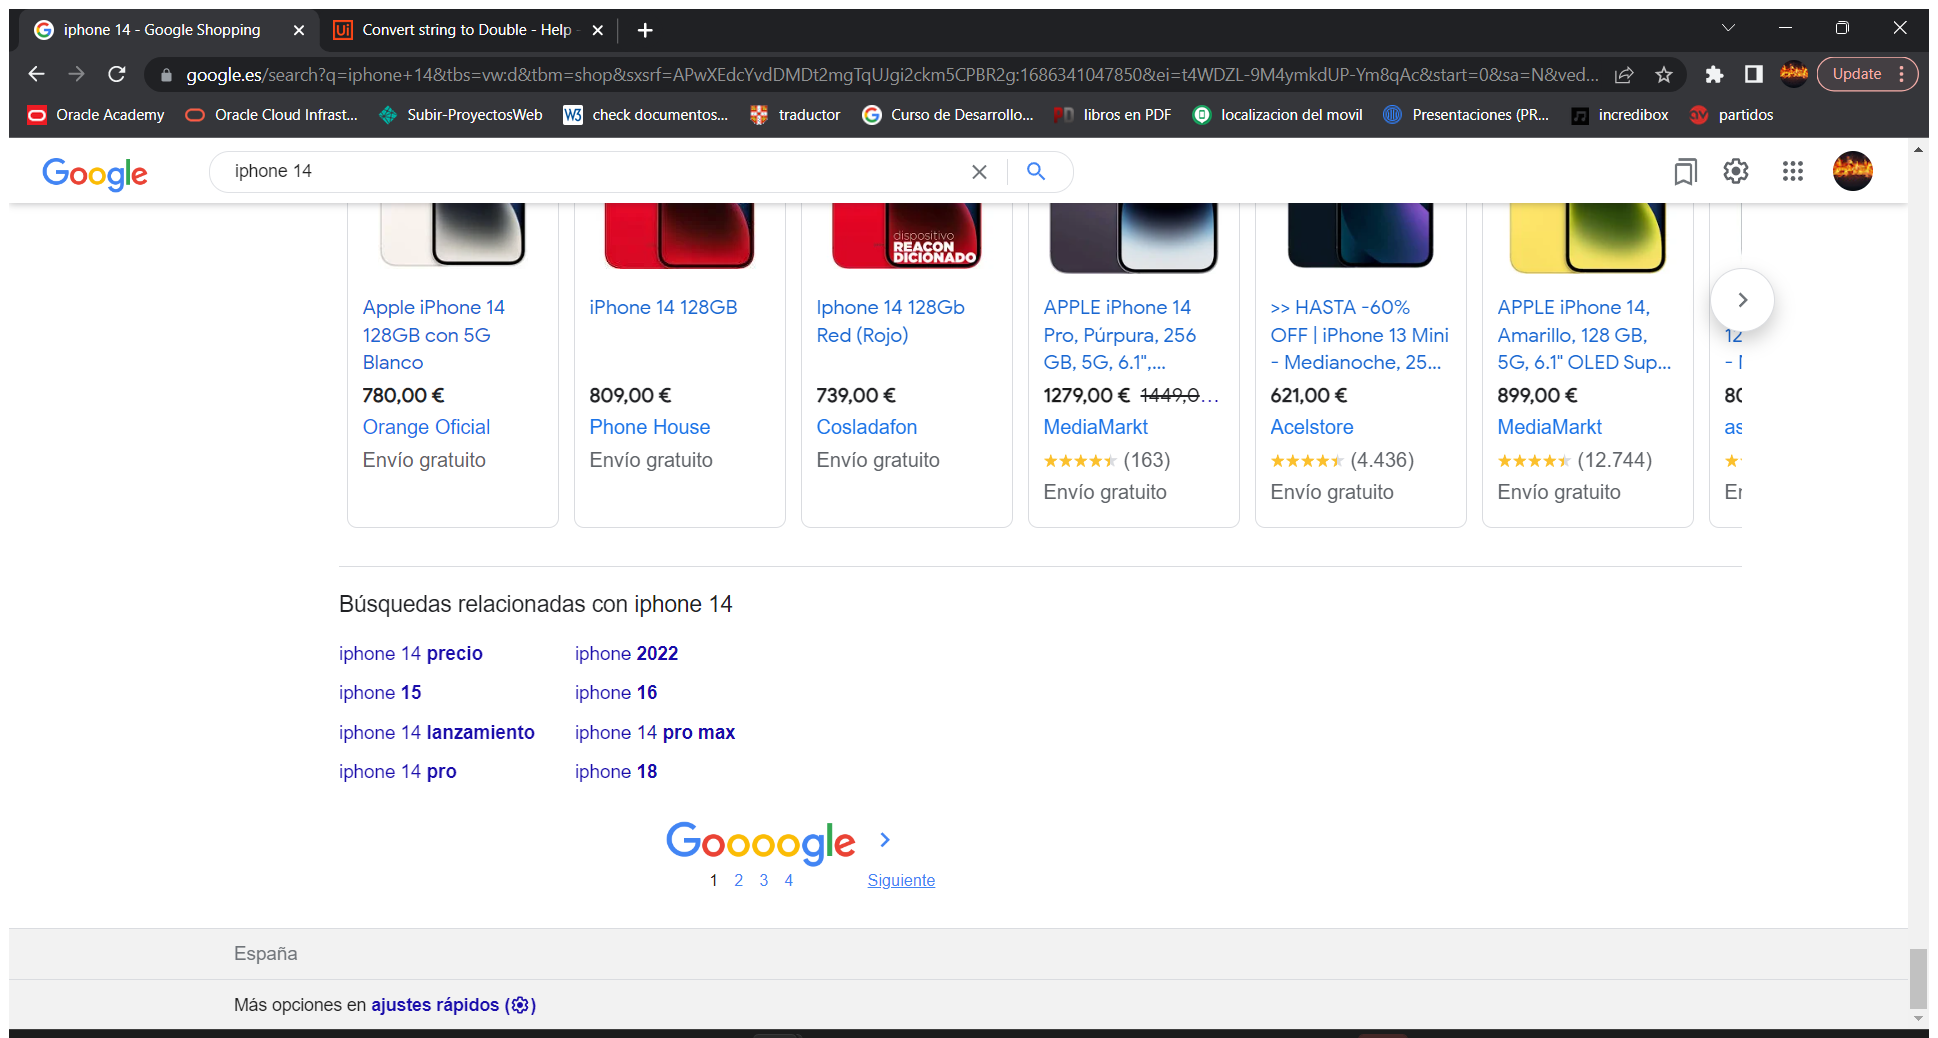 iphone 14 - Google Shopping
Ui Convert string to Double - Help -
google.es/search?q=iphone+14&tbs=vw:d&tbm=shop&sxsrf=APwXEdcYvdDMDt2mgTqUJgi2ckm5CPBR2g:1686341047850&ei=t4WDZL-9M4ymkdUP-Ym8qAc&start=0&sa=N&ved...
Update
Oracle Academy
Oracle Cloud Infrast...
Subir-ProyectosWeb
W3 check documentos...
traductor
Curso de Desarrollo...
libros en PDF
localizacion del movil
Presentaciones (PR...
incredibox
partidos
Google
iphone 14
Apple iPhone 14
128GB con 5G
Blanco
780,00 €
Orange Oficial
Envío gratuito
iPhone 14 128GB
809,00 €
Phone House
Envío gratuito
dispositivo
REACON
DICIONADO
Iphone 14 128Gb
Red (Rojo)
739,00 €
Cosladafon
Envío gratuito
APPLE iPhone 14
Pro, Púrpura, 256
GB, 5G, 6.1",...
1279,00 € 1449,0...
MediaMarkt
(163)
Envío gratuito
>> HASTA -60%
OFF | iPhone 13 Mini
- Medianoche, 25...
621,00 €
Acelstore
(4.436)
Envío gratuito
APPLE iPhone 14,
Amarillo, 128 GB,
5G, 6.1" OLED Sup...
899,00 €
MediaMarkt
(12.744)
Envío gratuito
Búsquedas relacionadas con iphone 14
iphone 14 precio
iphone 2022
iphone 15
iphone 16
iphone 14 lanzamiento
iphone 14 pro max
iphone 14 pro
iphone 18
Goooogle
1 2 3 4 Siguiente
España
Más opciones en ajustes rápidos ()